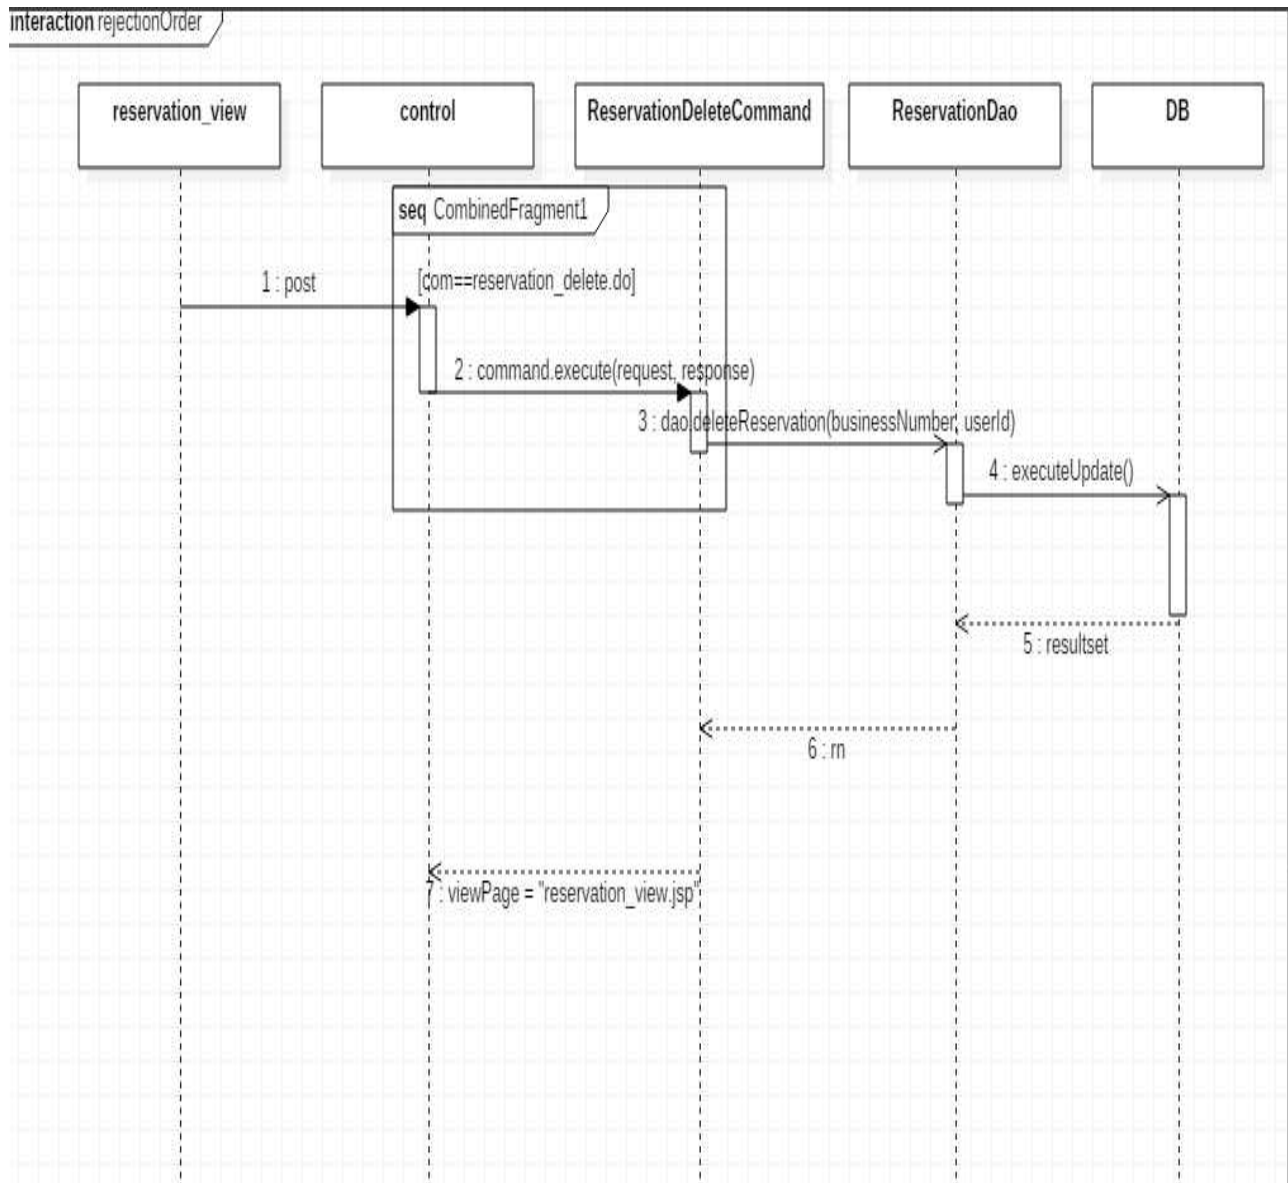 interaction rejectionOrder
reservation_view
control
ReservationDeleteCommand
ReservationDao
DB
seq CombinedFragment1
1 : post
[com==reservation_delete.do]
2 : command.execute(request, response)
3 : dao.deleteReservation(businessNumber, userId)
4 : executeUpdate()
5 : resultset
6 : rn
7 : viewPage = "reservation_view.jsp"